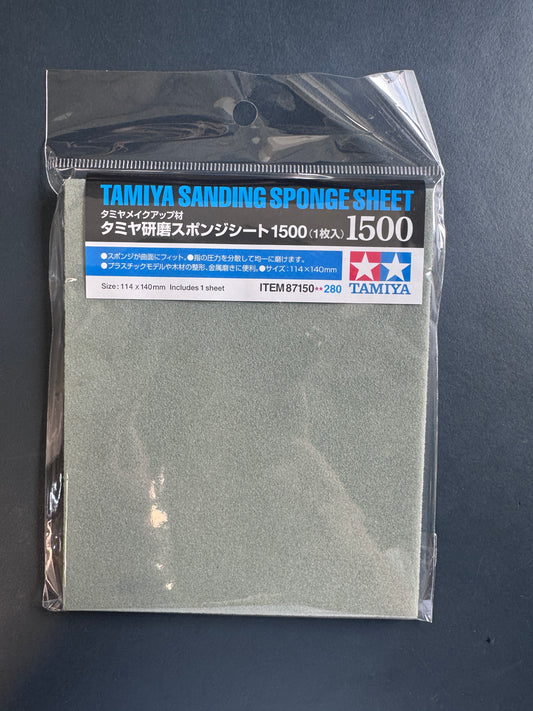 TAMIYA SANDING SPONGE SHEET
タミヤメイクアップ材
タミヤ研磨スポンジシート1500(1枚入)1500
●スポンジが曲面にフィット。●指の圧力を分散して均一に磨けます。
●プラスチックモデルや木材の整形、金属磨きに便利。●サイズ:114×140mm
Size: 114 x 140mm Includes 1 sheet
ITEM 87150★★280
TAMIYA